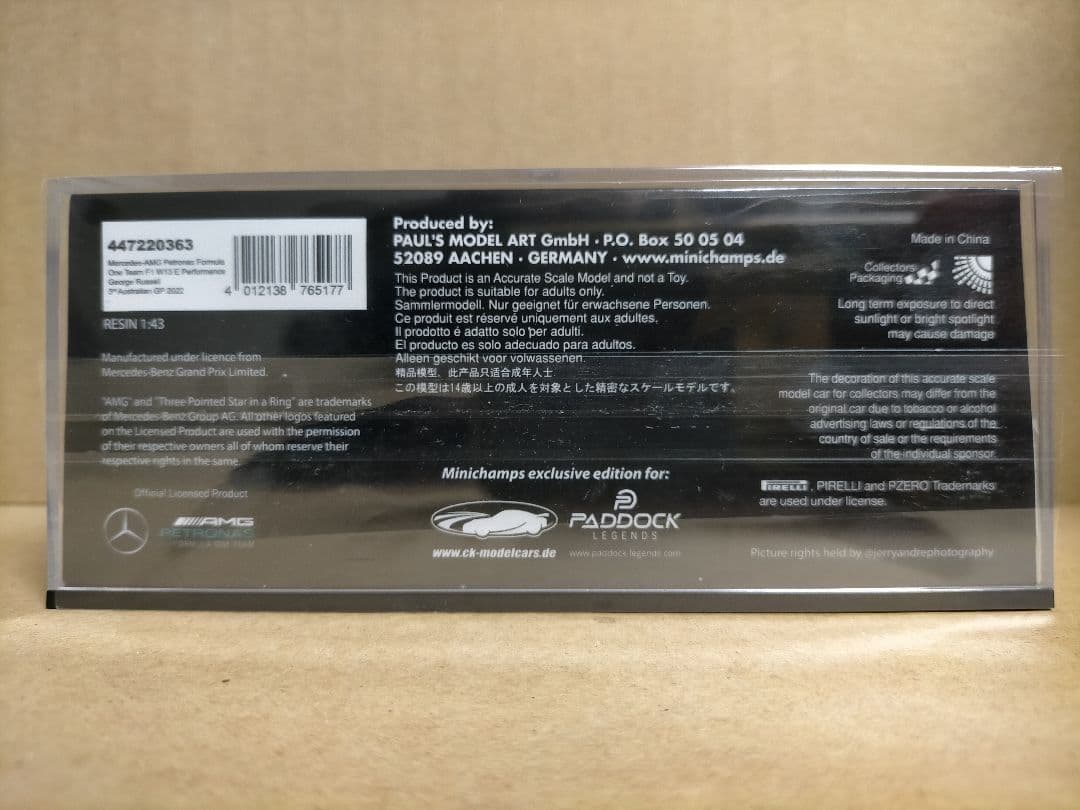 447220363
Mercedes-AMG Petronas Formula
One Team F1 W13 E Performance
George Russell
3rd Australian GP 2022
4 012138 765177
RESIN 1:43
Manufactured under licence from
Mercedes-Benz Grand Prix Limited.
"AMG" and "Three Pointed Star in a Ring" are trademarks
of Mercedes-Benz Group AG. All other logos featured
on the Licensed Product are used with the permission
of their respective owners all of whom reserve their
respective rights in the same.
Official Licensed Product
AMG
PETRONAS
FORMULA ONE TEAM
Produced by:
PAUL'S MODEL ART GmbH · P.O. Box 50 05 04
52089 AACHEN · GERMANY · www.minichamps.de
This Product is an Accurate Scale Model and not a Toy.
The product is suitable for adults only.
Sammlermodell. Nur geeignet für erwachsene Personen.
Ce produit est réservé uniquement aux adultes.
Il prodotto é adatto solo per adulti.
El producto es solo adecuado para adultos.
Alleen geschikt voor volwassenen.
精品模型，此产品只适合成年人士
この模型は14歳以上の成人を対象とした精密なスケールモデルです。
Minichamps exclusive edition for:
www.ck-modelcars.de
PADDOCK
LEGENDS
www.paddock-legends.com
Made in China
Collectors
Packaging
Long term exposure to direct
sunlight or bright spotlight
may cause damage
The decoration of this accurate scale
model car for collectors may differ from the
original car due to tobacco or alcohol
advertising laws or regulations of the
country of sale or the requirements
of the individual sponsor.
PIRELLI, PIRELLI and PZERO Trademarks
are used under license.
Picture rights held by @jerryandrephotography